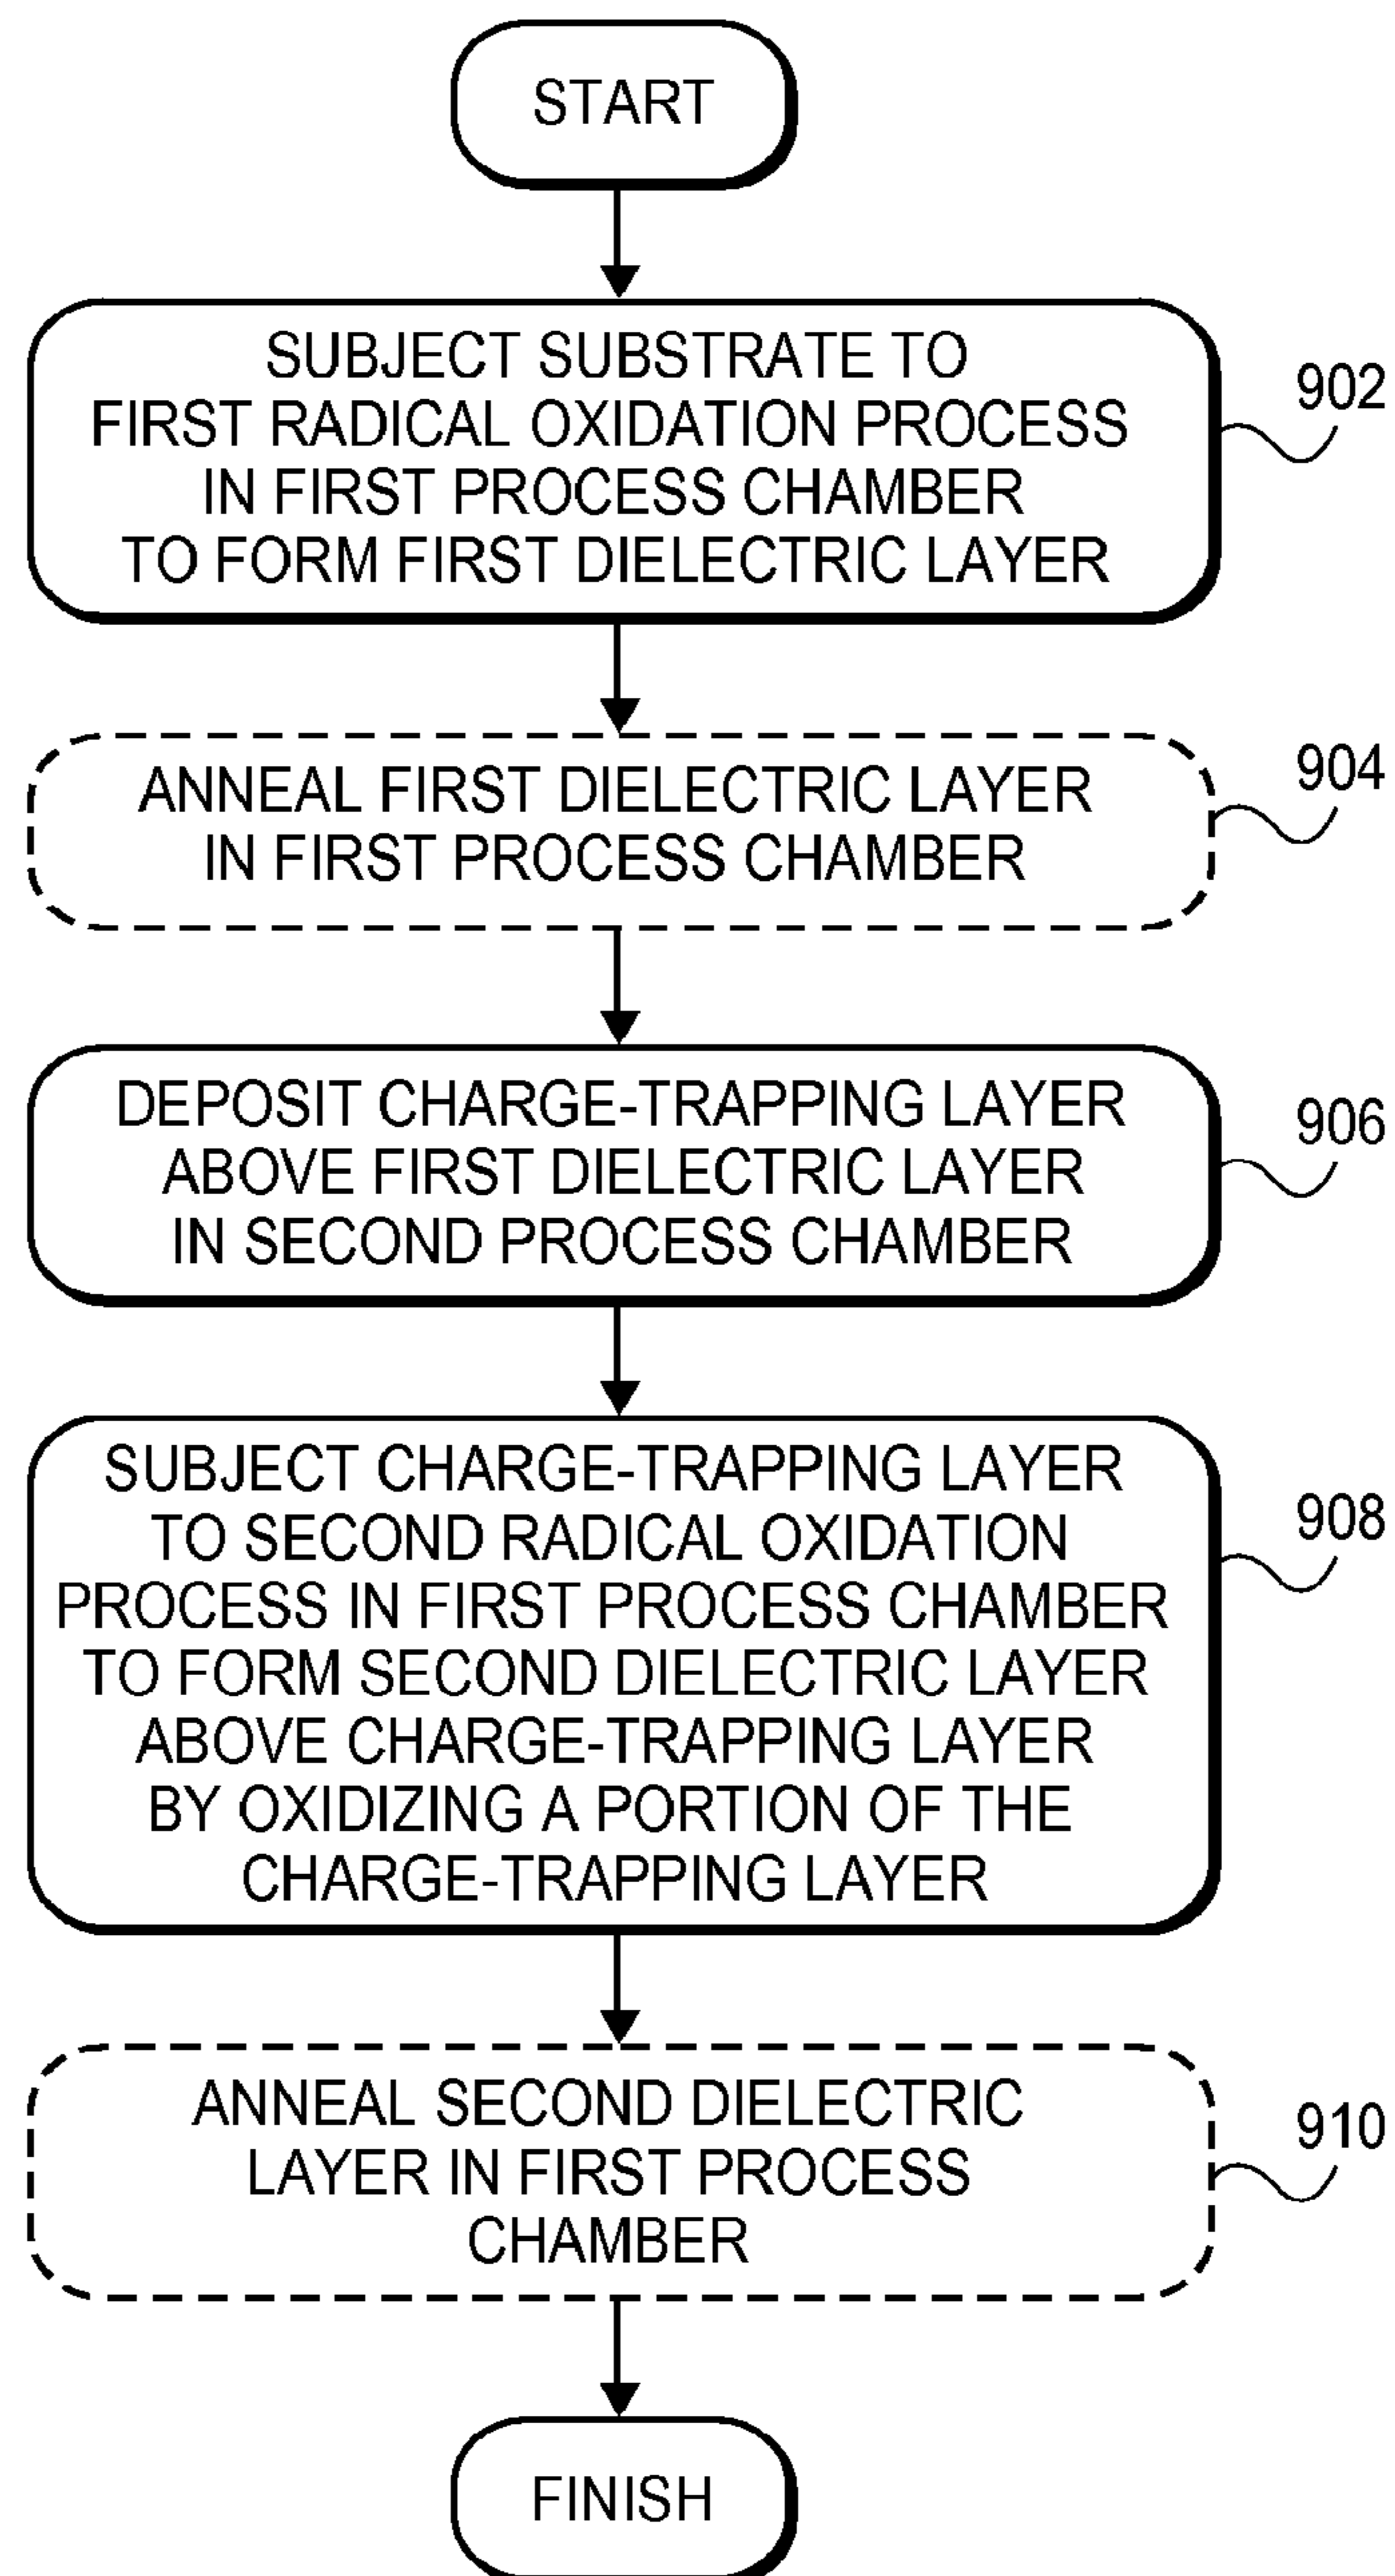 START
SUBJECT SUBSTRATE TO
FIRST RADICAL OXIDATION PROCESS
IN FIRST PROCESS CHAMBER
TO FORM FIRST DIELECTRIC LAYER
902
ANNEAL FIRST DIELECTRIC LAYER
IN FIRST PROCESS CHAMBER
904
DEPOSIT CHARGE-TRAPPING LAYER
ABOVE FIRST DIELECTRIC LAYER
IN SECOND PROCESS CHAMBER
906
SUBJECT CHARGE-TRAPPING LAYER
TO SECOND RADICAL OXIDATION
PROCESS IN FIRST PROCESS CHAMBER
TO FORM SECOND DIELECTRIC LAYER
ABOVE CHARGE-TRAPPING LAYER
BY OXIDIZING A PORTION OF THE
CHARGE-TRAPPING LAYER
908
ANNEAL SECOND DIELECTRIC
LAYER IN FIRST PROCESS
CHAMBER
910
FINISH